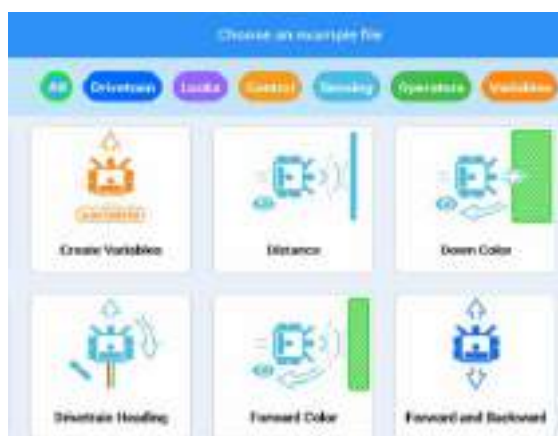 Choose an example file
All Drivetrain Looks Control Sensing Operators Variables
Create Variables Distance Down Color
Drivetrain Heading Forward Color Forward and Backward